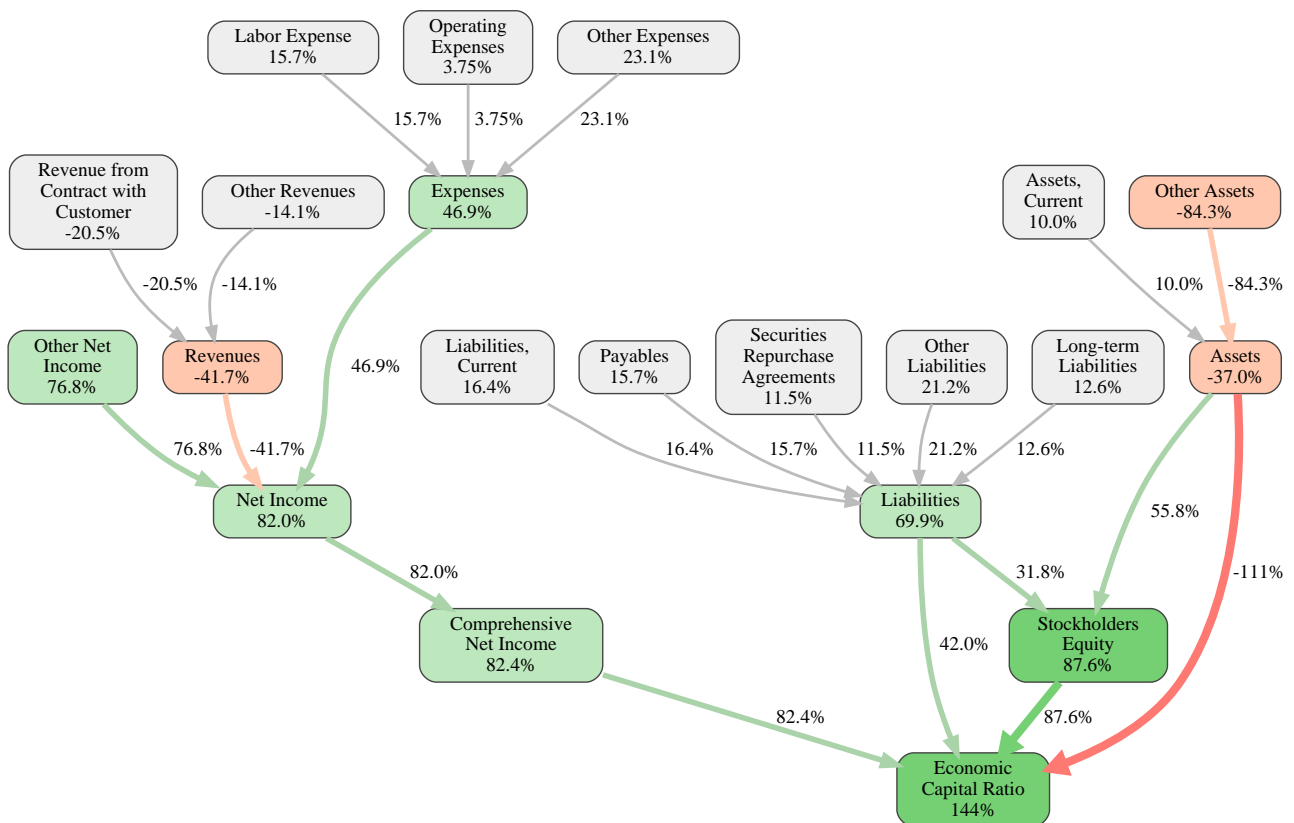 Labor Expense
15.7%
Operating
Expenses
3.75%
Other Expenses
23.1%
15.7%
3.75%
23.1%
Revenue from
Contract with
Customer
-20.5%
Other Revenues
-14.1%
Expenses
46.9%
Assets,
Current
10.0%
Other Assets
-84.3%
-20.5%
-14.1%
10.0%
-84.3%
Other Net
Income
76.8%
Revenues
-41.7%
46.9%
Liabilities,
Current
16.4%
Payables
15.7%
Securities
Repurchase
Agreements
11.5%
Other
Liabilities
21.2%
Long-term
Liabilities
12.6%
Assets
-37.0%
76.8%
-41.7%
16.4%
15.7%
11.5%
21.2%
12.6%
Net Income
82.0%
Liabilities
69.9%
55.8%
82.0%
31.8%
-111%
Comprehensive
Net Income
82.4%
42.0%
Stockholders
Equity
87.6%
82.4%
87.6%
Economic
Capital Ratio
144%